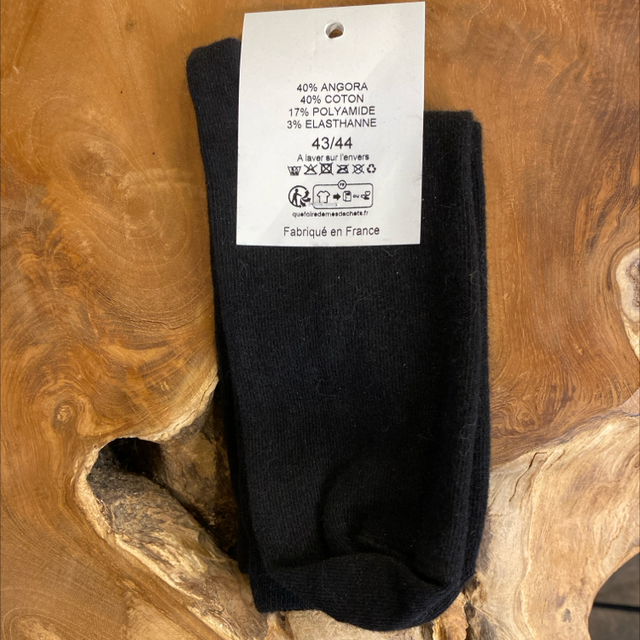 40% ANGORA
40% COTON
17% POLYAMIDE
3% ELASTHANNE
43/44
A laver sur l'envers
quefairedemesdechets.fr
Fabriqué en France